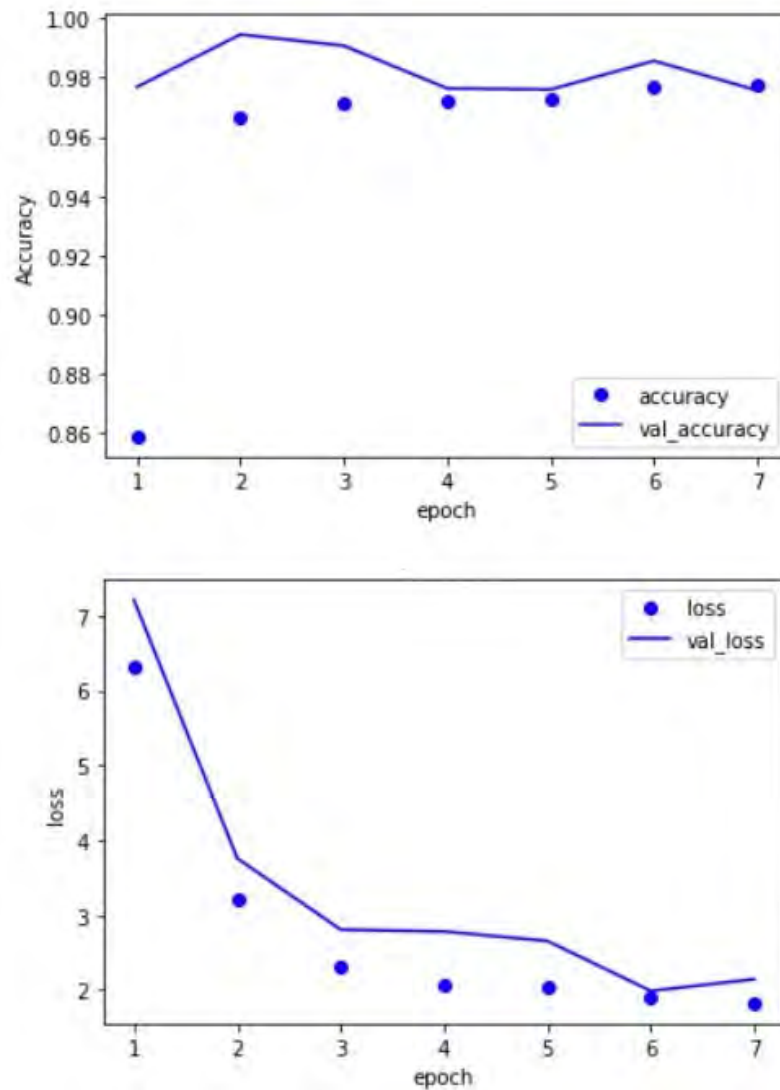 1.00
0.98
0.96
0.94
0.92
0.90
0.88
0.86
Accuracy
accuracy
val_accuracy
1 2 3 4 5 6 7
epoch
7
6
5
4
3
2
loss
loss
val_loss
1 2 3 4 5 6 7
epoch